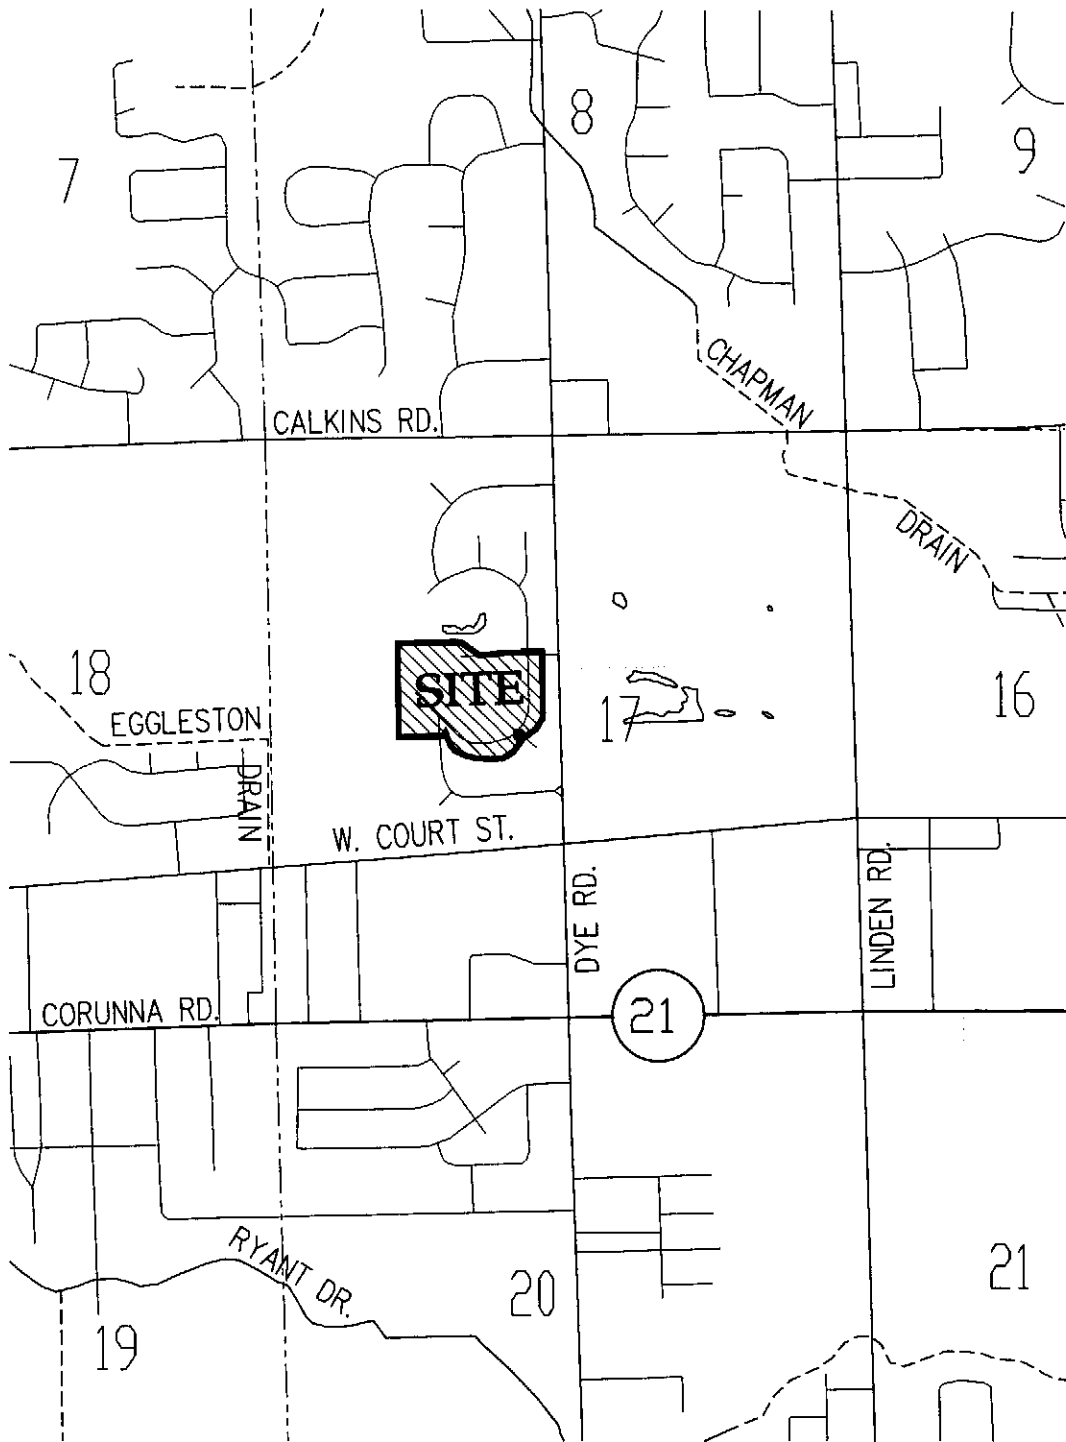 8
7
9
CHAPMAN
CALKINS RD.
DRAIN
18
SITE
17
16
EGGLESTON
DRAIN
W. COURT ST.
DYE RD.
LINDEN RD.
CORUNNA RD.
21
RYANT DR.
20
21
19